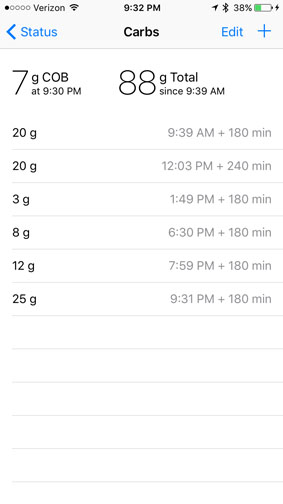 Verizon 9:32 PM 38%
Status Carbs Edit +
7 g COB at 9:30 PM
88 g Total since 9:39 AM
20 g 9:39 AM + 180 min
20 g 12:03 PM + 240 min
3 g 1:49 PM + 180 min
8 g 6:30 PM + 180 min
12 g 7:59 PM + 180 min
25 g 9:31 PM + 180 min